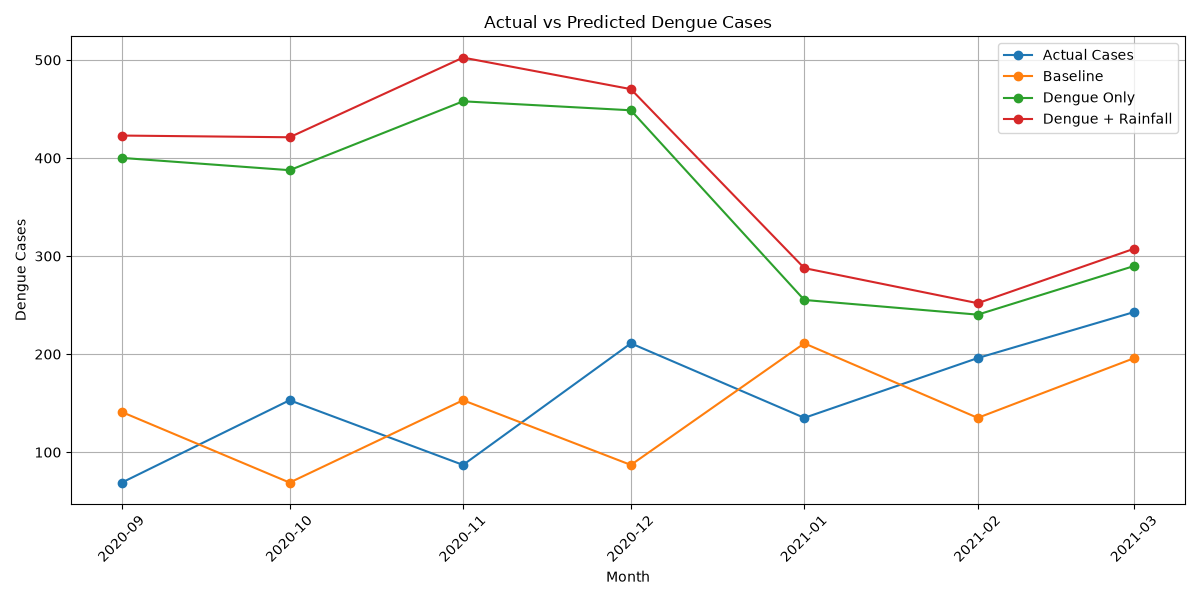 Actual vs Predicted Dengue Cases
Actual Cases
Baseline
Dengue Only
Dengue + Rainfall
Dengue Cases
500
400
300
200
100
2020-09
2020-10
2020-11
2020-12
2021-01
2021-02
2021-03
Month